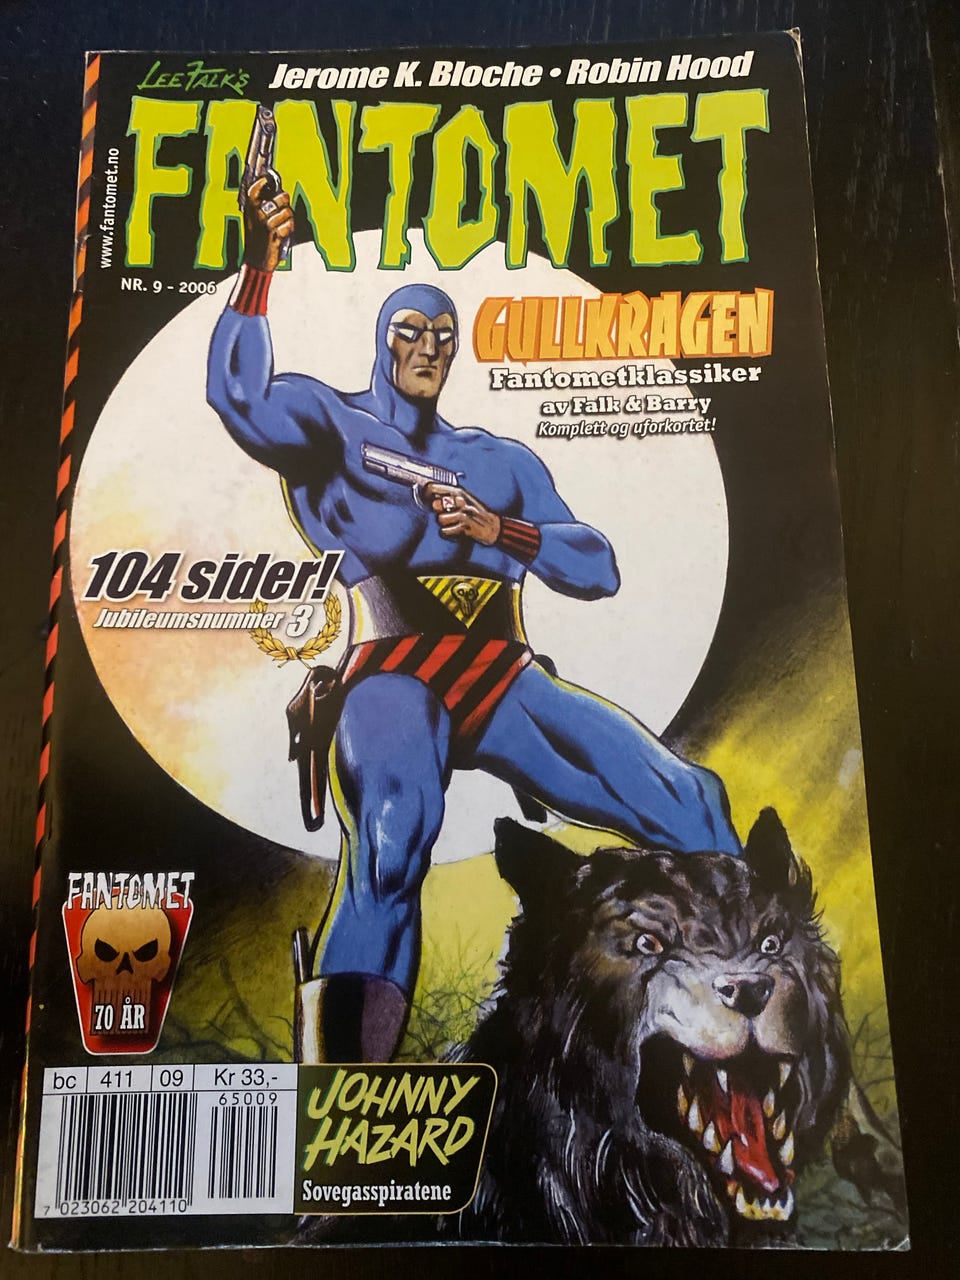 LEE FALK'S
Jerome K. Bloche • Robin Hood
FANTOMET
www.fantomet.no
NR. 9 - 2006
GULLKRAGEN
Fantometklassiker
av Falk & Barry
Komplett og uforkortet!
104 sider!
Jubileumsnummer 3
FANTOMET
70 ÅR
bc 411 09 Kr 33,-
65009
7 023062 204110
JOHNNY
HAZARD
Sovegasspiratene